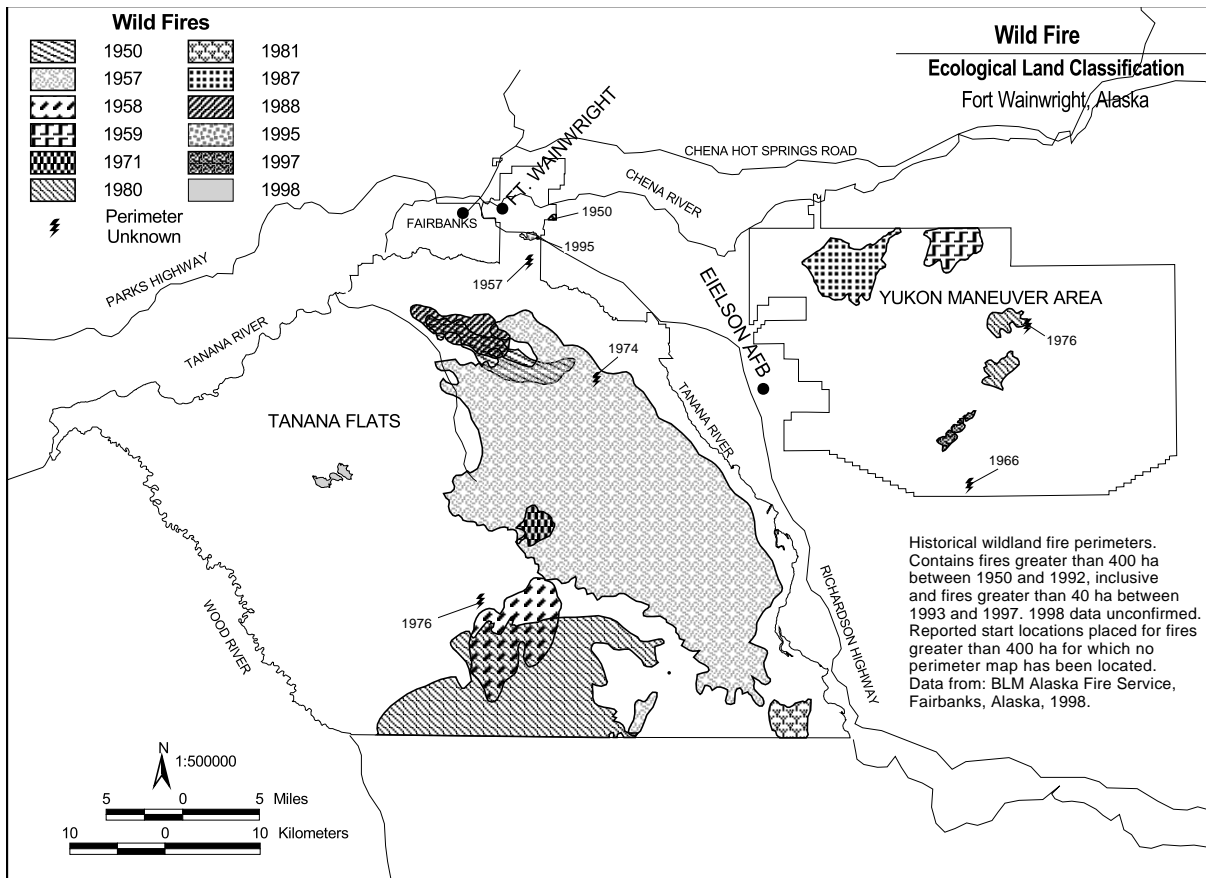 Wild Fires
1950
1957
1958
1959
1971
1980
1981
1987
1988
1995
1997
1998
Perimeter
Unknown
Wild Fire
Ecological Land Classification
Fort Wainwright, Alaska
CHENA HOT SPRINGS ROAD
FT. WAINWRIGHT
CHENA RIVER
FAIRBANKS
1950
1995
1957
PARKS HIGHWAY
TANANA RIVER
EIELSON AFB
YUKON MANEUVER AREA
1976
1974
TANANA RIVER
TANANA FLATS
1966
WOOD RIVER
1976
RICHARDSON HIGHWAY
Historical wildland fire perimeters.
Contains fires greater than 400 ha
between 1950 and 1992, inclusive
and fires greater than 40 ha between
1993 and 1997. 1998 data unconfirmed.
Reported start locations placed for fires
greater than 400 ha for which no
perimeter map has been located.
Data from: BLM Alaska Fire Service,
Fairbanks, Alaska, 1998.
N
1:500000
5 0 5 Miles
10 0 10 Kilometers